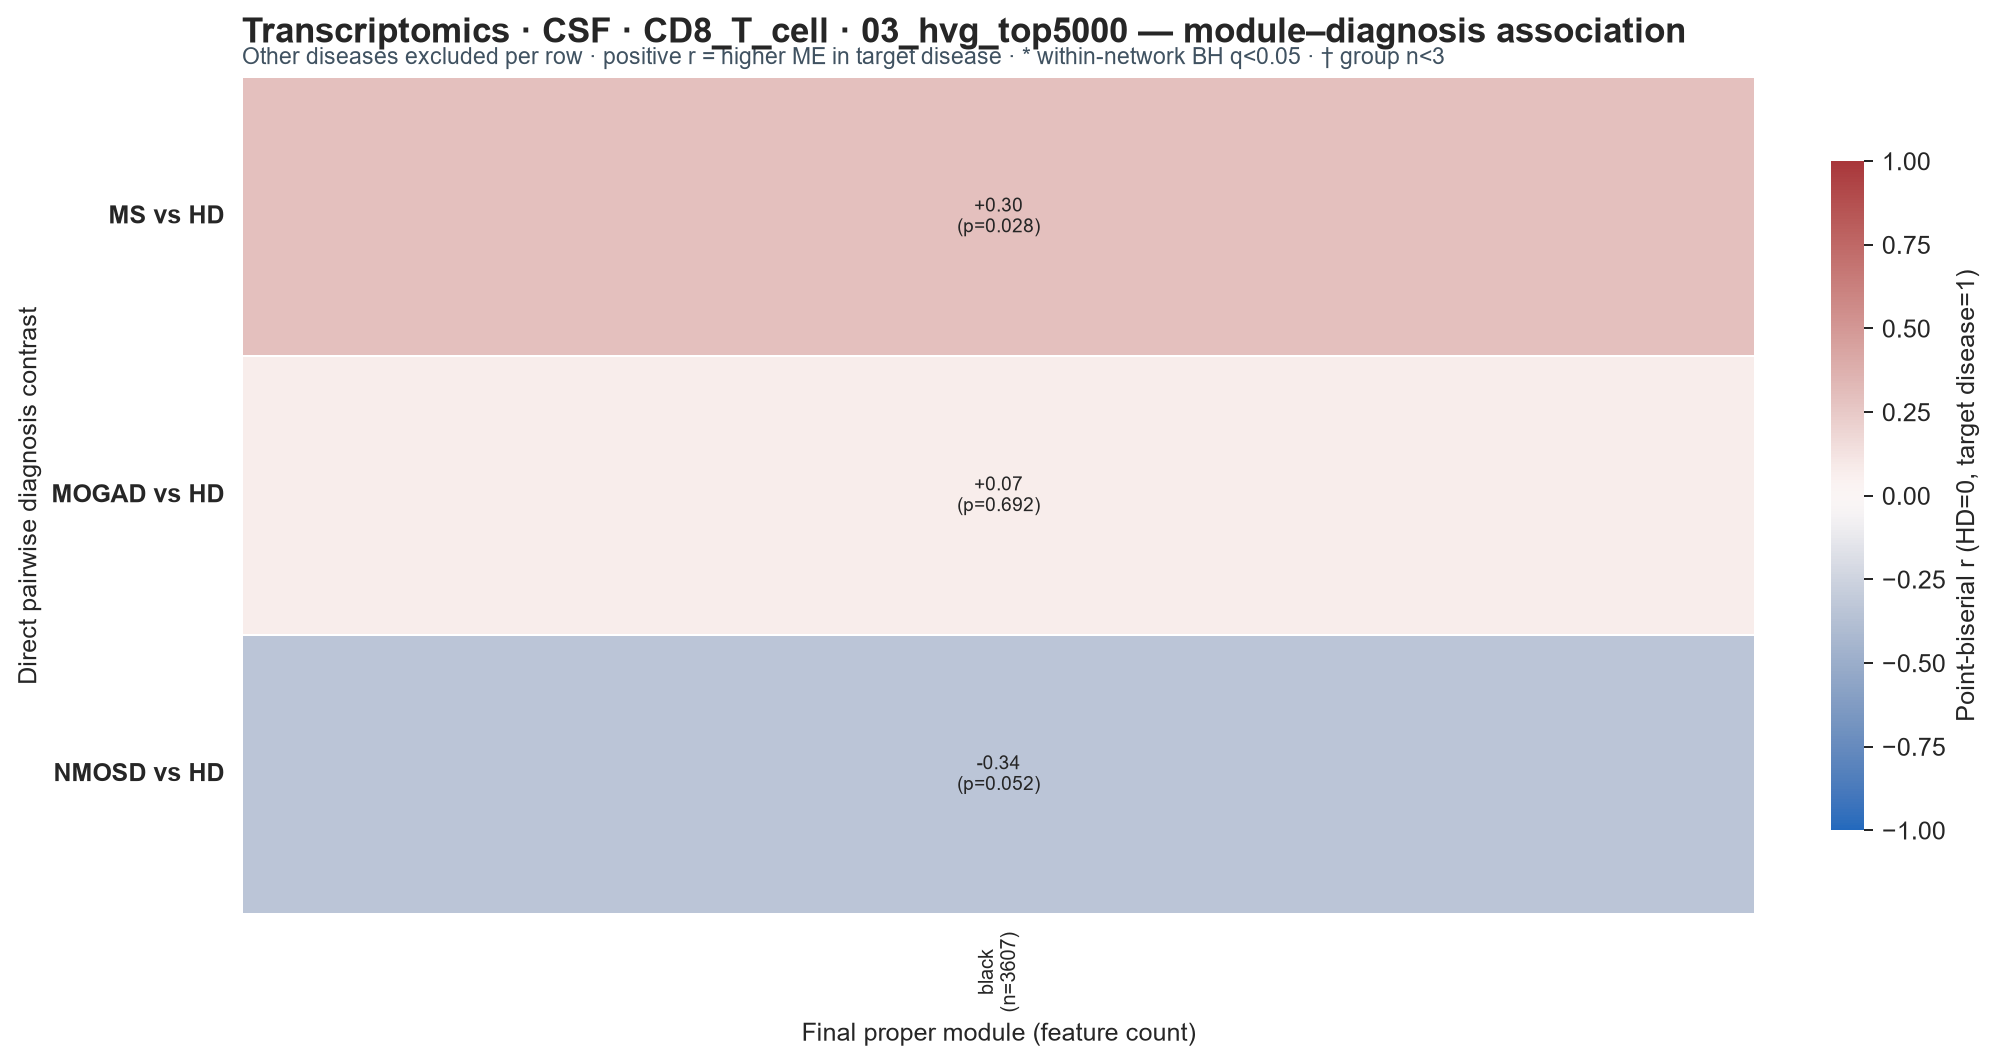 Transcriptomics · CSF · CD8_T_cell · 03_hvg_top5000 — module–diagnosis association
Other diseases excluded per row · positive r = higher ME in target disease · * within-network BH q<0.05 · † group n<3
Direct pairwise diagnosis contrast
MS vs HD
+0.30
(p=0.028)
MOGAD vs HD
+0.07
(p=0.692)
NMOSD vs HD
-0.34
(p=0.052)
black
(n=3607)
Final proper module (feature count)
1.00
0.75
0.50
0.25
0.00
−0.25
−0.50
−0.75
−1.00
Point-biserial r (HD=0, target disease=1)